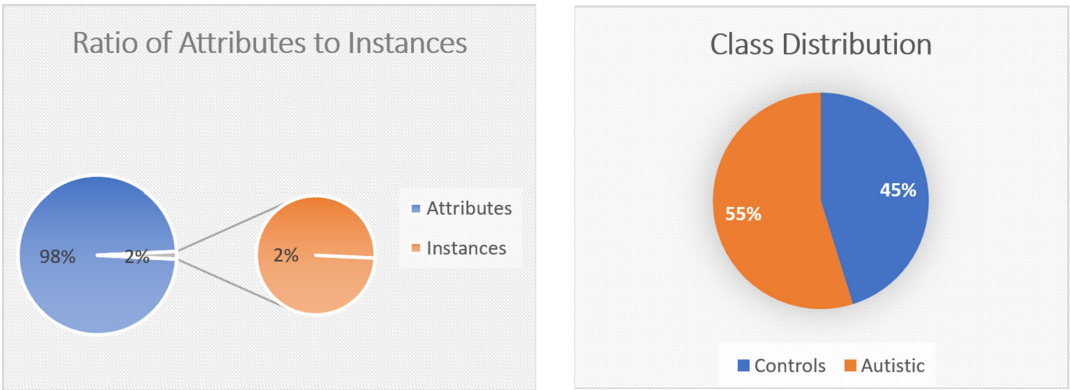 Ratio of Attributes to Instances
98%
2%
2%
Attributes
Instances
Class Distribution
45%
55%
Controls
Autistic